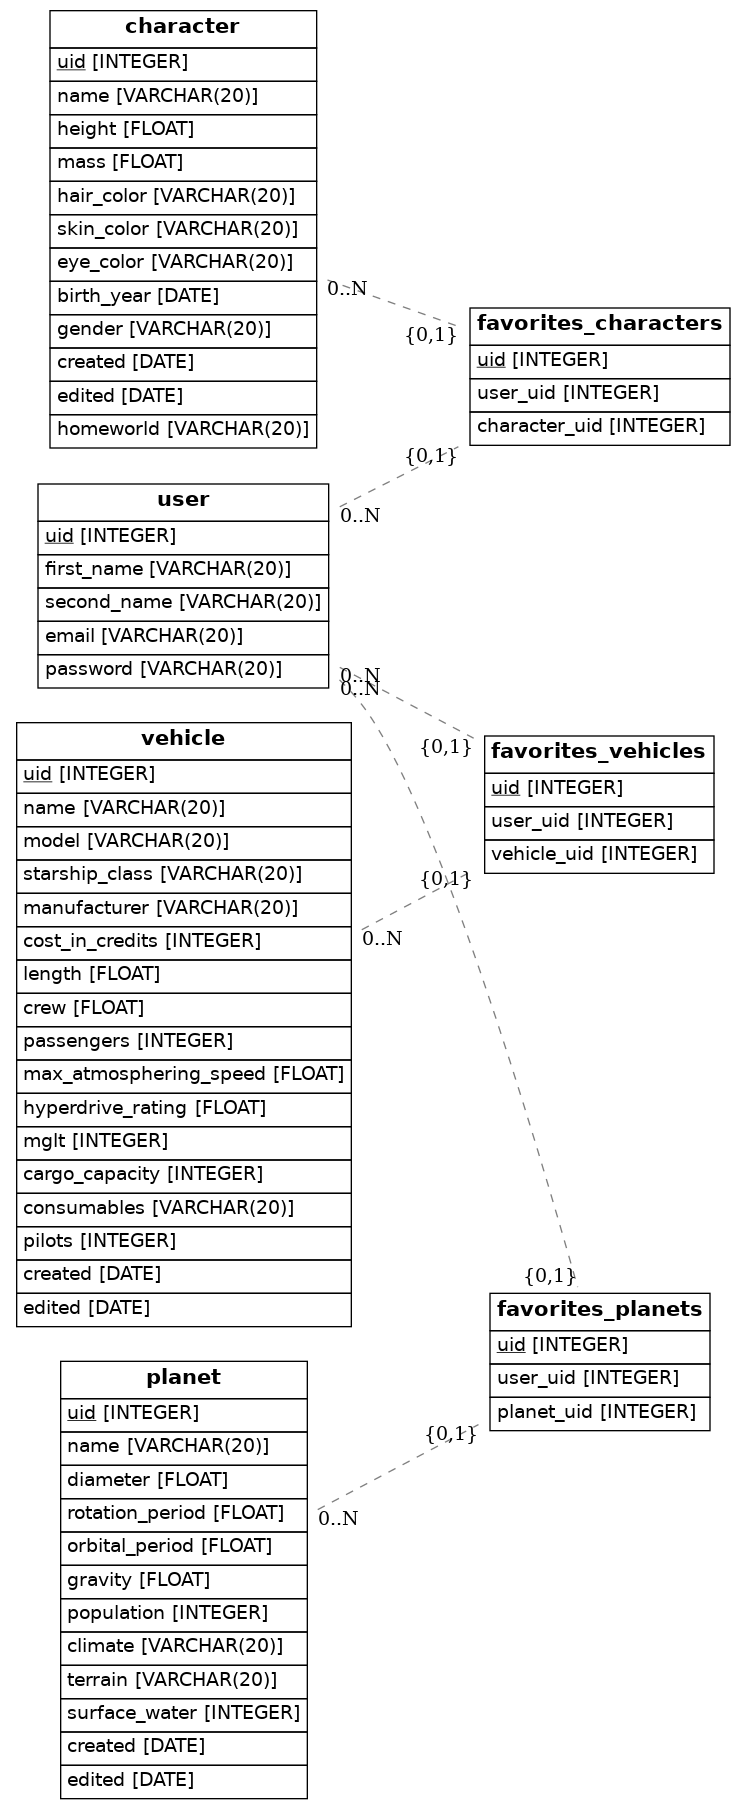 character
uid [INTEGER]
name [VARCHAR(20)]
height [FLOAT]
mass [FLOAT]
hair_color [VARCHAR(20)]
skin_color [VARCHAR(20)]
eye_color [VARCHAR(20)]
birth_year [DATE]
gender [VARCHAR(20)]
created [DATE]
edited [DATE]
homeworld [VARCHAR(20)]
0..N
{0,1}
favorites_characters
uid [INTEGER]
user_uid [INTEGER]
character_uid [INTEGER]
{0,1}
0..N
user
uid [INTEGER]
first_name [VARCHAR(20)]
second_name [VARCHAR(20)]
email [VARCHAR(20)]
password [VARCHAR(20)]
0..N
0..N
{0,1}
favorites_vehicles
uid [INTEGER]
user_uid [INTEGER]
vehicle_uid [INTEGER]
{0,1}
0..N
vehicle
uid [INTEGER]
name [VARCHAR(20)]
model [VARCHAR(20)]
starship_class [VARCHAR(20)]
manufacturer [VARCHAR(20)]
cost_in_credits [INTEGER]
length [FLOAT]
crew [FLOAT]
passengers [INTEGER]
max_atmosphering_speed [FLOAT]
hyperdrive_rating [FLOAT]
mglt [INTEGER]
cargo_capacity [INTEGER]
consumables [VARCHAR(20)]
pilots [INTEGER]
created [DATE]
edited [DATE]
{0,1}
favorites_planets
uid [INTEGER]
user_uid [INTEGER]
planet_uid [INTEGER]
{0,1}
0..N
planet
uid [INTEGER]
name [VARCHAR(20)]
diameter [FLOAT]
rotation_period [FLOAT]
orbital_period [FLOAT]
gravity [FLOAT]
population [INTEGER]
climate [VARCHAR(20)]
terrain [VARCHAR(20)]
surface_water [INTEGER]
created [DATE]
edited [DATE]